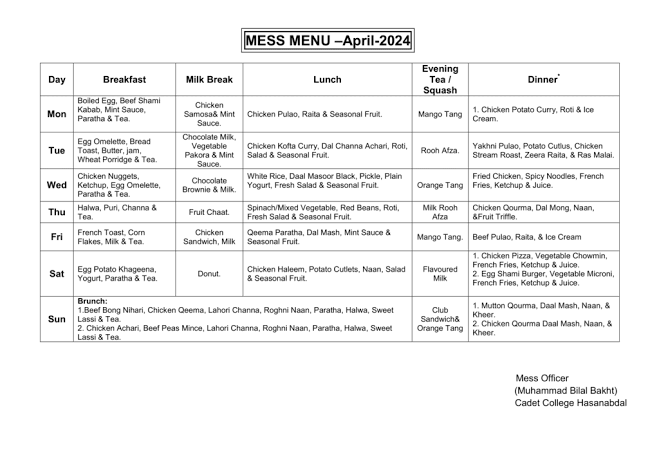 MESS MENU –April-2024
Day
Breakfast
Milk Break
Lunch
Evening
Tea /
Squash
Dinner*
Mon
Boiled Egg, Beef Shami
Kabab, Mint Sauce,
Paratha & Tea.
Chicken
Samosa& Mint
Sauce.
Chicken Pulao, Raita & Seasonal Fruit.
Mango Tang
1. Chicken Potato Curry, Roti & Ice
Cream.
Tue
Egg Omelette, Bread
Toast, Butter, jam,
Wheat Porridge & Tea.
Chocolate Milk,
Vegetable
Pakora & Mint
Sauce.
Chicken Kofta Curry, Dal Channa Achari, Roti,
Salad & Seasonal Fruit.
Rooh Afza.
Yakhni Pulao, Potato Cutlus, Chicken
Stream Roast, Zeera Raita, & Ras Malai.
Wed
Chicken Nuggets,
Ketchup, Egg Omelette,
Paratha & Tea.
Chocolate
Brownie & Milk.
White Rice, Daal Masoor Black, Pickle, Plain
Yogurt, Fresh Salad & Seasonal Fruit.
Orange Tang
Fried Chicken, Spicy Noodles, French
Fries, Ketchup & Juice.
Thu
Halwa, Puri, Channa &
Tea.
Fruit Chaat.
Spinach/Mixed Vegetable, Red Beans, Roti,
Fresh Salad & Seasonal Fruit.
Milk Rooh
Afza
Chicken Qourma, Dal Mong, Naan,
&Fruit Triffle.
Fri
French Toast, Corn
Flakes, Milk & Tea.
Chicken
Sandwich, Milk
Qeema Paratha, Dal Mash, Mint Sauce &
Seasonal Fruit.
Mango Tang.
Beef Pulao, Raita, & Ice Cream
Sat
Egg Potato Khageena,
Yogurt, Paratha & Tea.
Donut.
Chicken Haleem, Potato Cutlets, Naan, Salad
& Seasonal Fruit.
Flavoured
Milk
1. Chicken Pizza, Vegetable Chowmin,
French Fries, Ketchup & Juice.
2. Egg Shami Burger, Vegetable Microni,
French Fries, Ketchup & Juice.
Sun
Brunch:
1.Beef Bong Nihari, Chicken Qeema, Lahori Channa, Roghni Naan, Paratha, Halwa, Sweet
Lassi & Tea.
2. Chicken Achari, Beef Peas Mince, Lahori Channa, Roghni Naan, Paratha, Halwa, Sweet
Lassi & Tea.
Club
Sandwich&
Orange Tang
1. Mutton Qourma, Daal Mash, Naan, &
Kheer.
2. Chicken Qourma Daal Mash, Naan, &
Kheer.
Mess Officer
(Muhammad Bilal Bakht)
Cadet College Hasanabdal